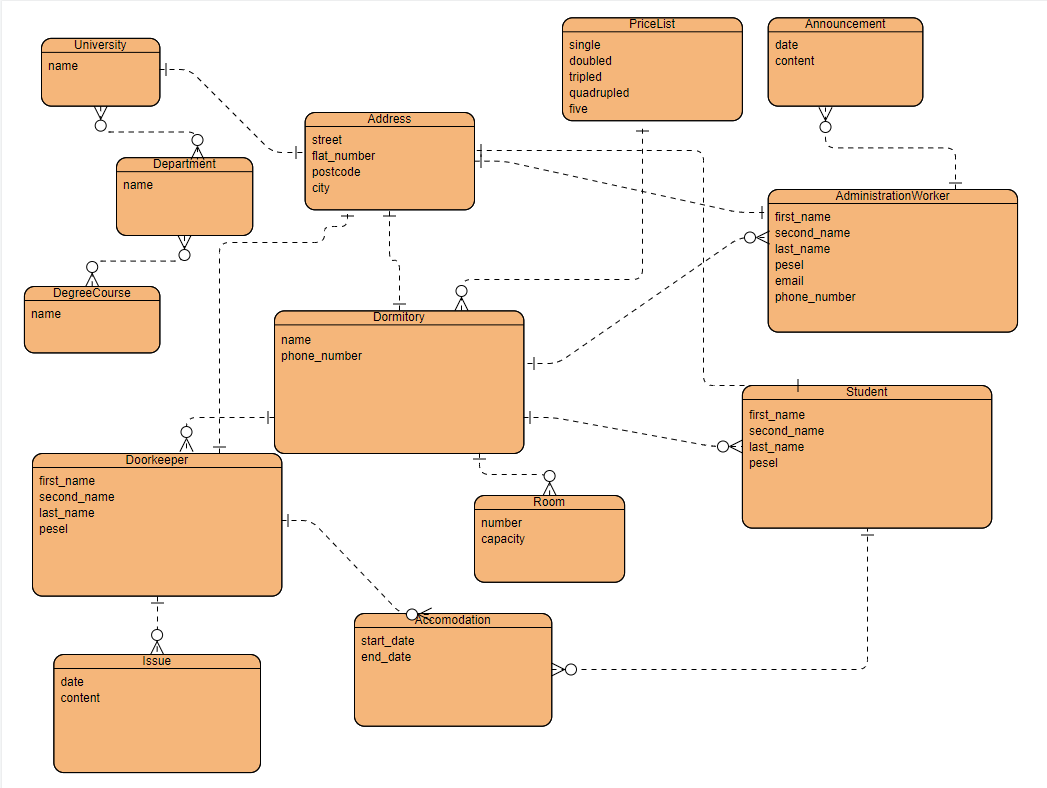 University
name
Department
name
DegreeCourse
name
Address
street
flat_number
postcode
city
PriceList
single
doubled
tripled
quadrupled
five
Announcement
date
content
AdministrationWorker
first_name
second_name
last_name
pesel
email
phone_number
Dormitory
name
phone_number
Student
first_name
second_name
last_name
pesel
Doorkeeper
first_name
second_name
last_name
pesel
Room
number
capacity
Accomodation
start_date
end_date
Issue
date
content